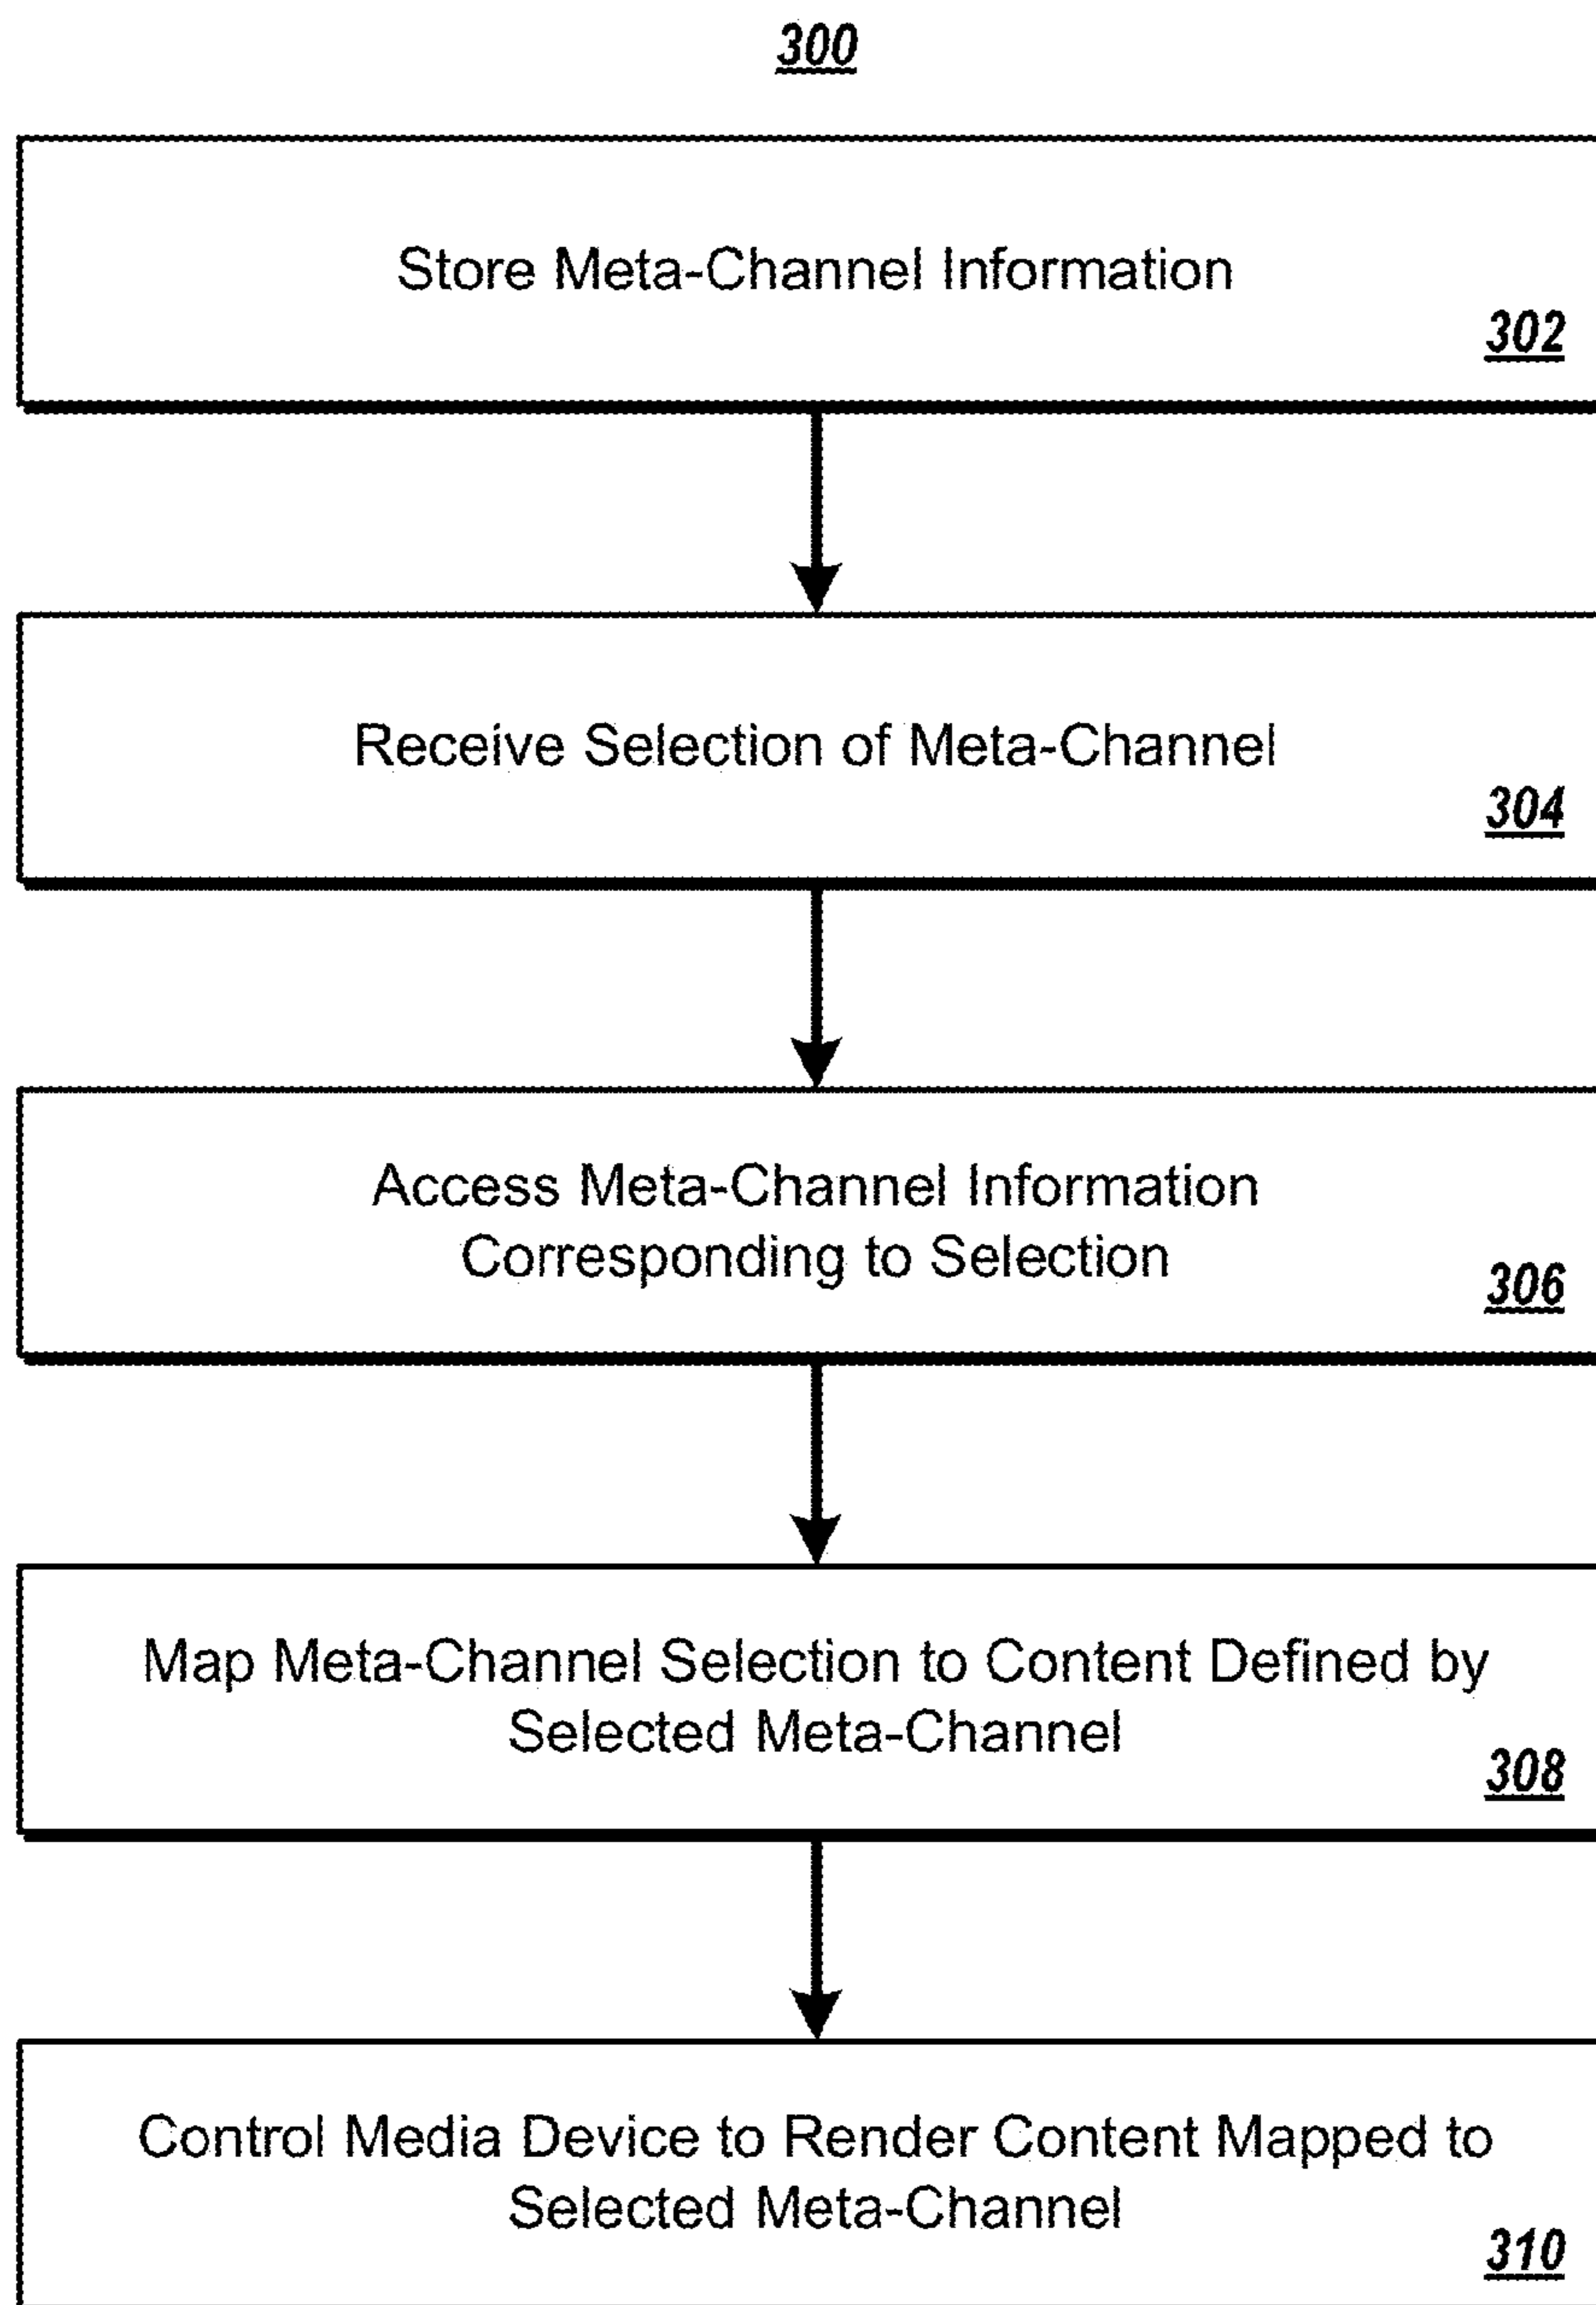 300
Store Meta-Channel Information
302
Receive Selection of Meta-Channel
304
Access Meta-Channel Information
Corresponding to Selection
306
Map Meta-Channel Selection to Content Defined by
Selected Meta-Channel
308
Control Media Device to Render Content Mapped to
Selected Meta-Channel
310